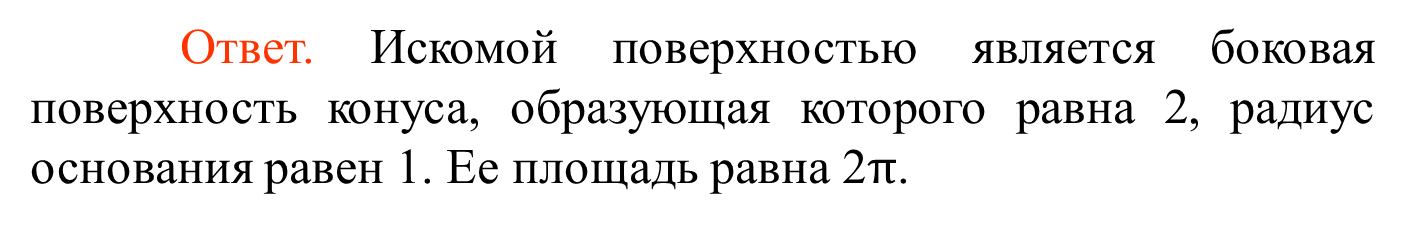 Ответ. Искомой поверхностью является боковая
поверхность конуса, образующая которого равна 2, радиус
основания равен 1. Ее площадь равна 2π.